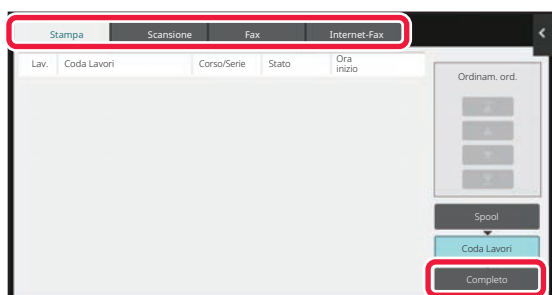 Stampa Scansione Fax Internet-Fax
Lav. Coda Lavori Corso/Serie Stato Ora inizio
Ordinam. ord.
Spool
Coda Lavori
Completo